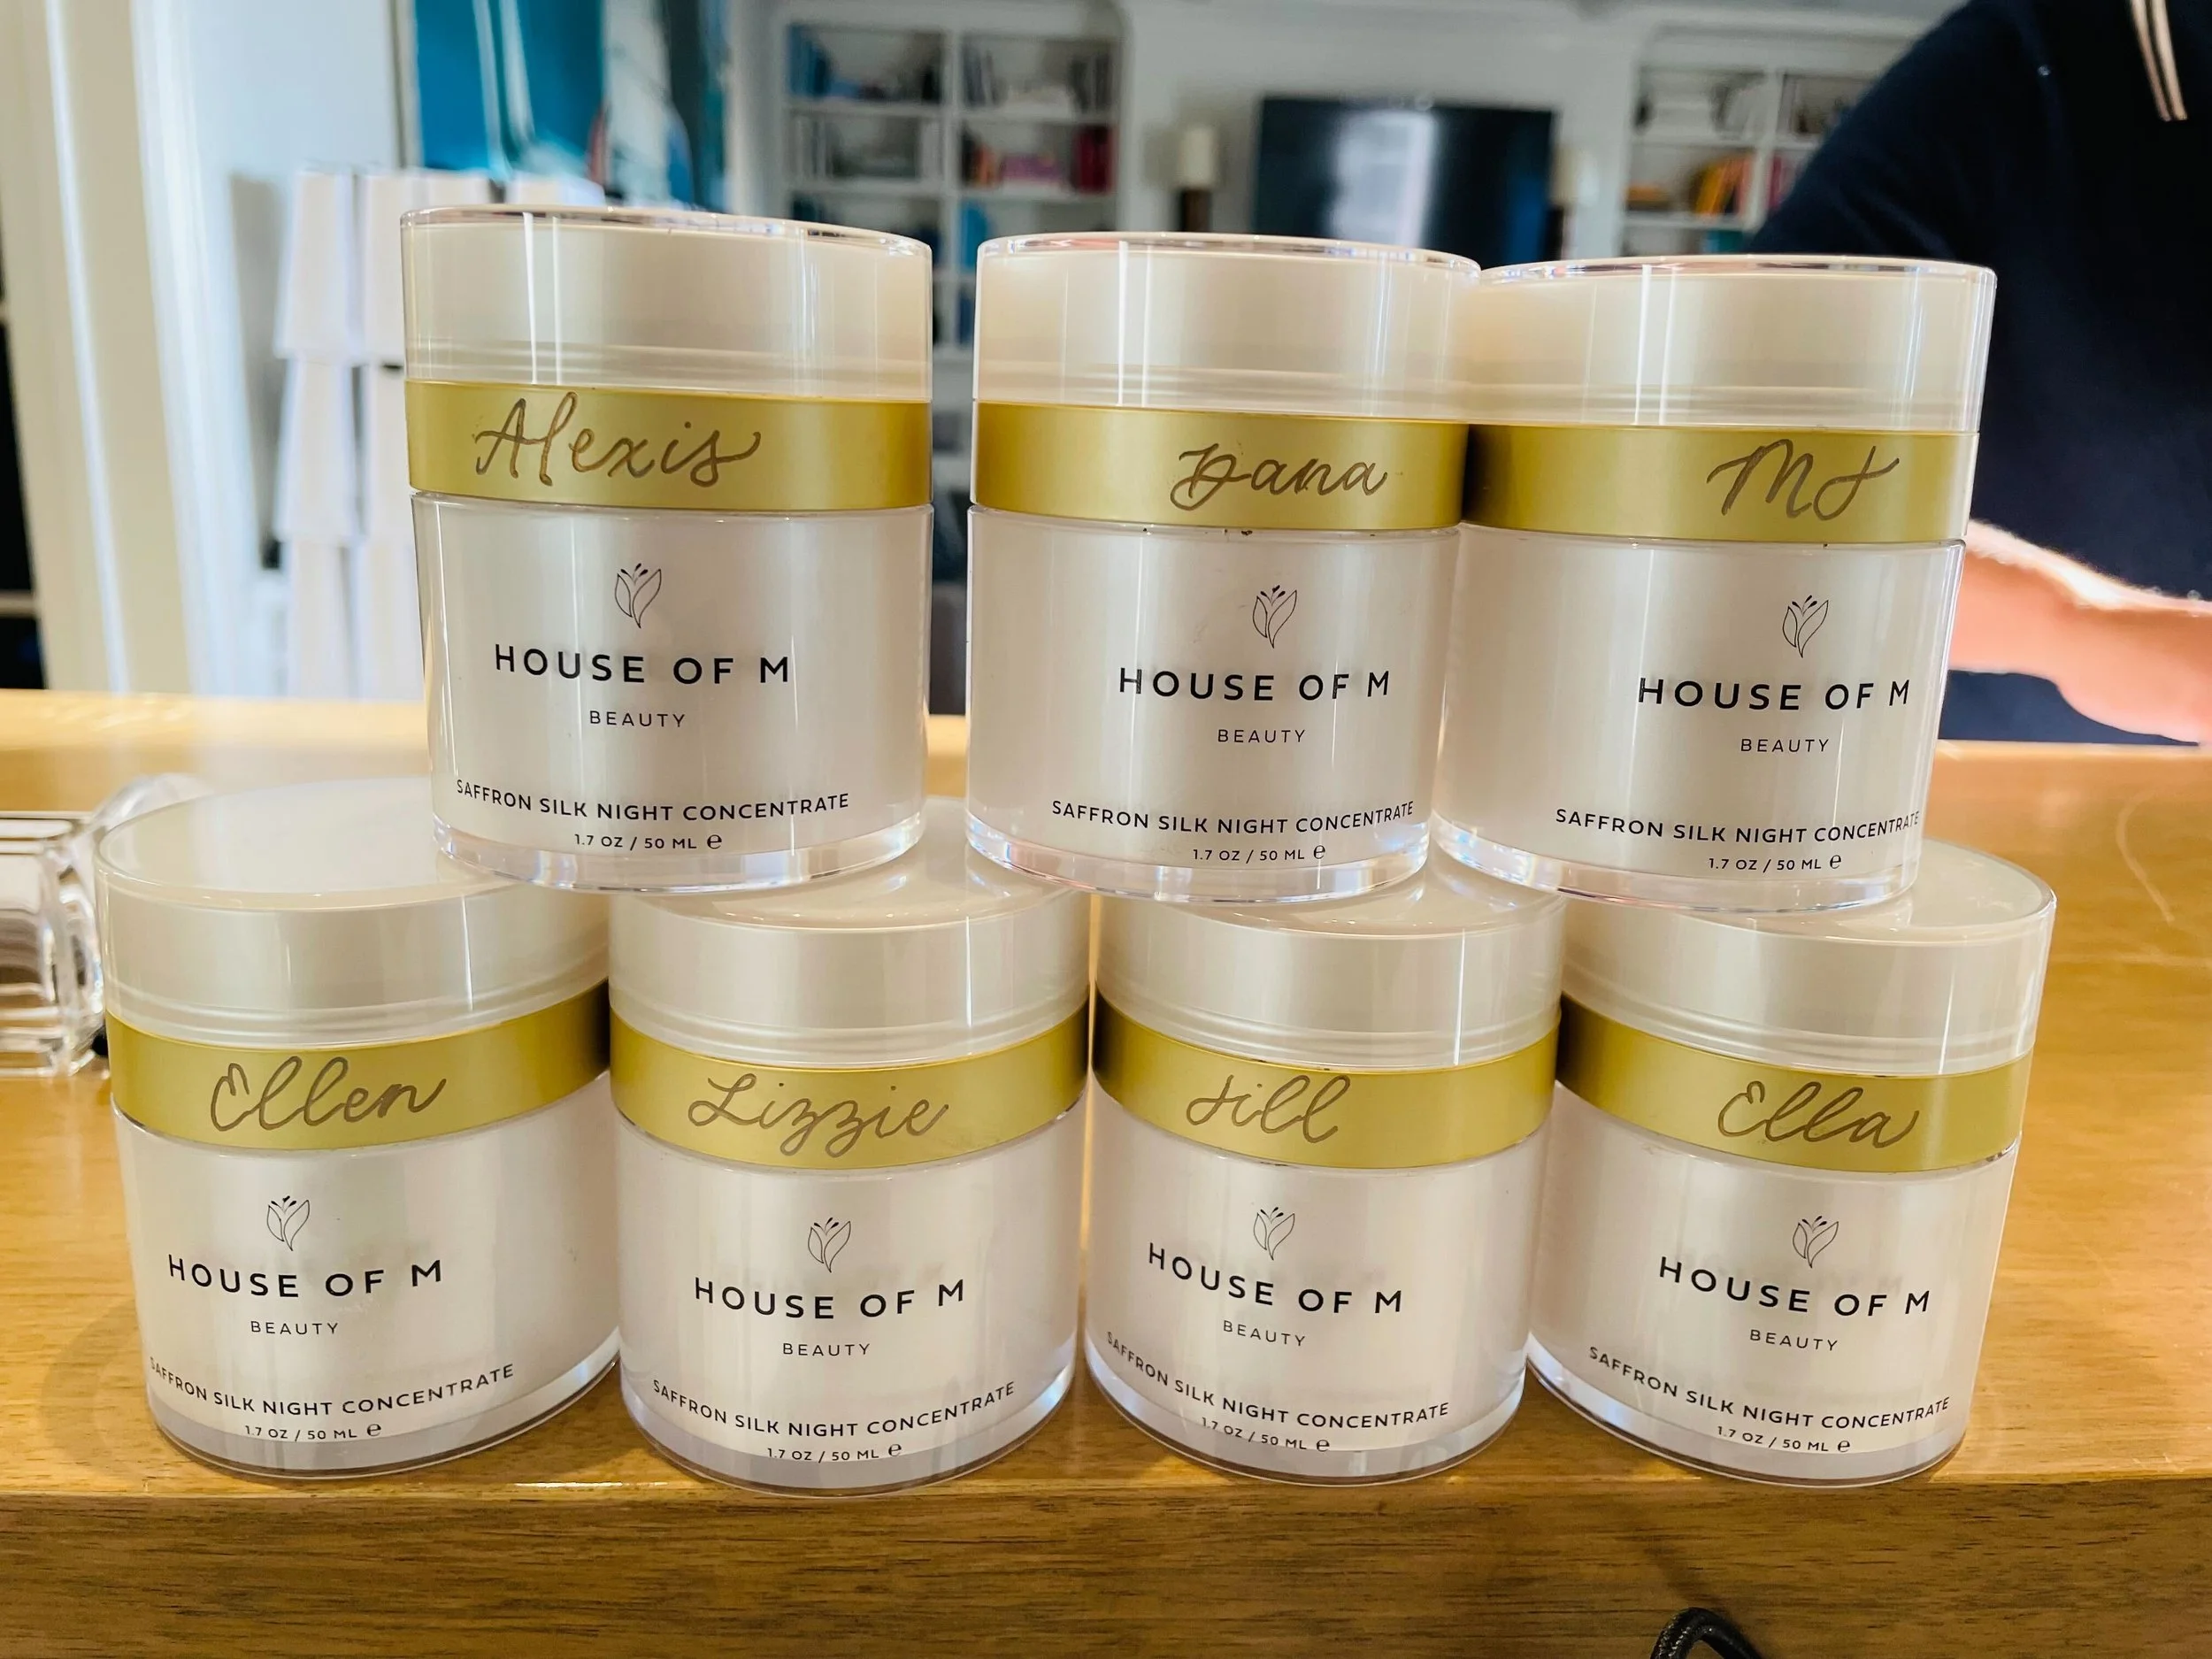 Alexis
HOUSE OF M
BEAUTY
SAFFRON SILK NIGHT CONCENTRATE
1.7 OZ / 50 ML ℮
Dana
HOUSE OF M
BEAUTY
SAFFRON SILK NIGHT CONCENTRATE
1.7 OZ / 50 ML ℮
MJ
HOUSE OF M
BEAUTY
SAFFRON SILK NIGHT CONCENTRATE
1.7 OZ / 50 ML ℮
Ellen
HOUSE OF M
BEAUTY
SAFFRON SILK NIGHT CONCENTRATE
1.7 OZ / 50 ML ℮
Lizzie
HOUSE OF M
BEAUTY
SAFFRON SILK NIGHT CONCENTRATE
1.7 OZ / 50 ML ℮
Jill
HOUSE OF M
BEAUTY
SAFFRON SILK NIGHT CONCENTRATE
1.7 OZ / 50 ML ℮
Ella
HOUSE OF M
BEAUTY
SAFFRON SILK NIGHT CONCENTRATE
1.7 OZ / 50 ML ℮